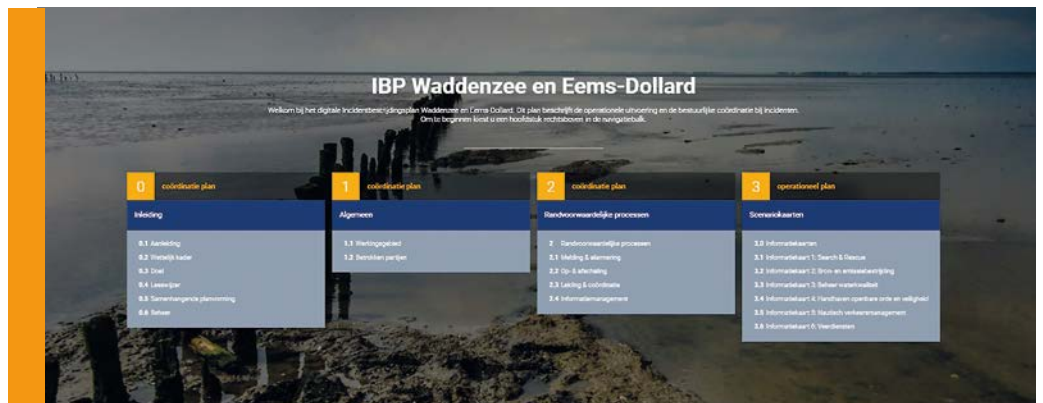 IBP Waddenzee en Eems-Dollard
Welkom bij het digitale Incidentbestrijdingsplan Waddenzee en Eems-Dollard. Dit plan beschrijft de operationele uitvoering en de bestuurlijke coördinatie bij incidenten.
Om te beginnen kiest u een hoofdstuk rechtsboven in de navigatiebalk.
0 coördinatie plan
Inleiding
0.1 Aanleiding
0.2 Wettelijk kader
0.3 Doel
0.4 Leeswijzer
0.5 Samenhangende planvorming
0.6 Beheer
1 coördinatie plan
Algemeen
1.1 Werkingsgebied
1.2 Betrokken partijen
2 coördinatie plan
Randvoorwaardelijke processen
2 Randvoorwaardelijke processen
2.1 Melding & alarmering
2.2 Op- & afschaling
2.3 Leiding & coördinatie
2.4 Informatiemanagement
3 operationeel plan
Scenariokaarten
3.0 Informatiekaarten
3.1 Informatiekaart 1: Search & Rescue
3.2 Informatiekaart 2: Bron- en emissiebestrijding
3.3 Informatiekaart 3: Beheer waterkwaliteit
3.4 Informatiekaart 4: Handhaven openbare orde en veiligheid
3.5 Informatiekaart 5: Nautisch verkeersmanagement
3.6 Informatiekaart 6: Veerdiensten